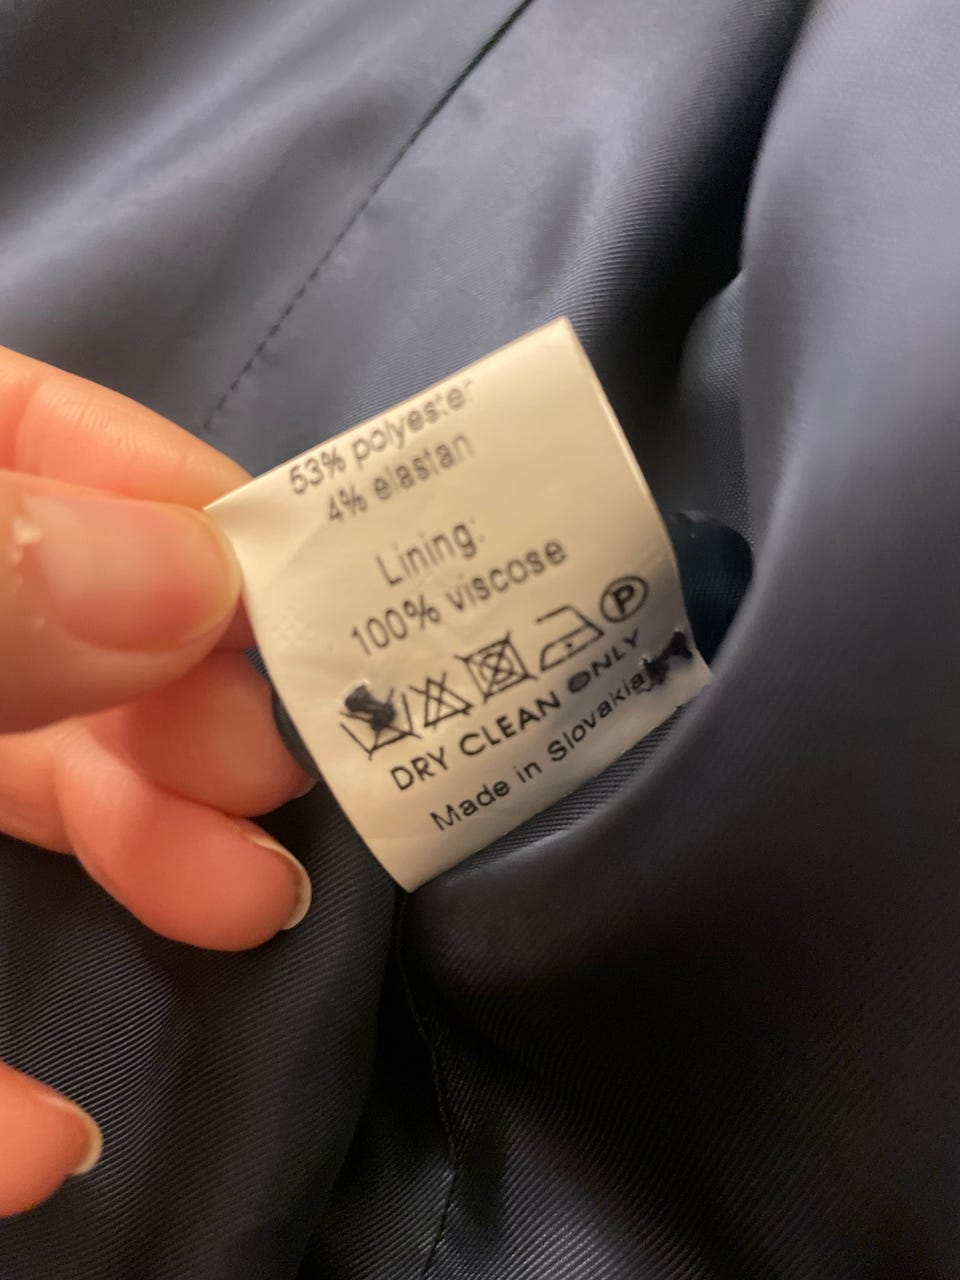 53% polyester
4% elastan
Lining:
100% viscose
P
DRY CLEAN ONLY
Made in Slovakia